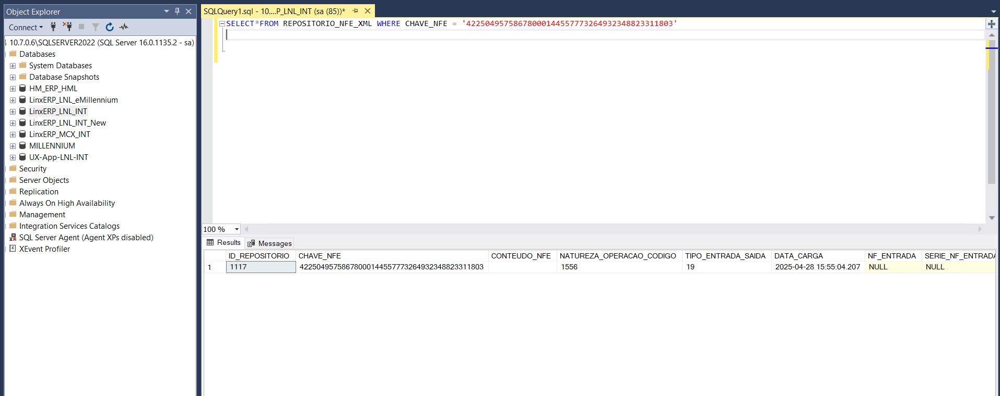 Object Explorer
Connect
10.7.0.6\SQLSERVER2022 (SQL Server 16.0.1135.2 - sa)
Databases
System Databases
Database Snapshots
HM_ERP_HML
LinxERP_LNL_eMillennium
LinxERP_LNL_INT
LinxERP_LNL_INT_New
LinxERP_MCX_INT
MILLENNIUM
UX-App-LNL-INT
Security
Server Objects
Replication
Always On High Availability
Management
Integration Services Catalogs
SQL Server Agent (Agent XPs disabled)
XEvent Profiler
SQLQuery1.sql - 10....P_LNL_INT (sa (85))*
SELECT*FROM REPOSITORIO_NFE_XML WHERE CHAVE_NFE = '42250495758678000144557773264932348823311803'
100 %
Results Messages
ID_REPOSITORIO CHAVE_NFE CONTEUDO_NFE NATUREZA_OPERACAO_CODIGO TIPO_ENTRADA_SAIDA DATA_CARGA NF_ENTRADA SERIE_NF_ENTRADA
1 1117 42250495758678000144557773264932348823311803 1556 19 2025-04-28 15:55:04.207 NULL NULL